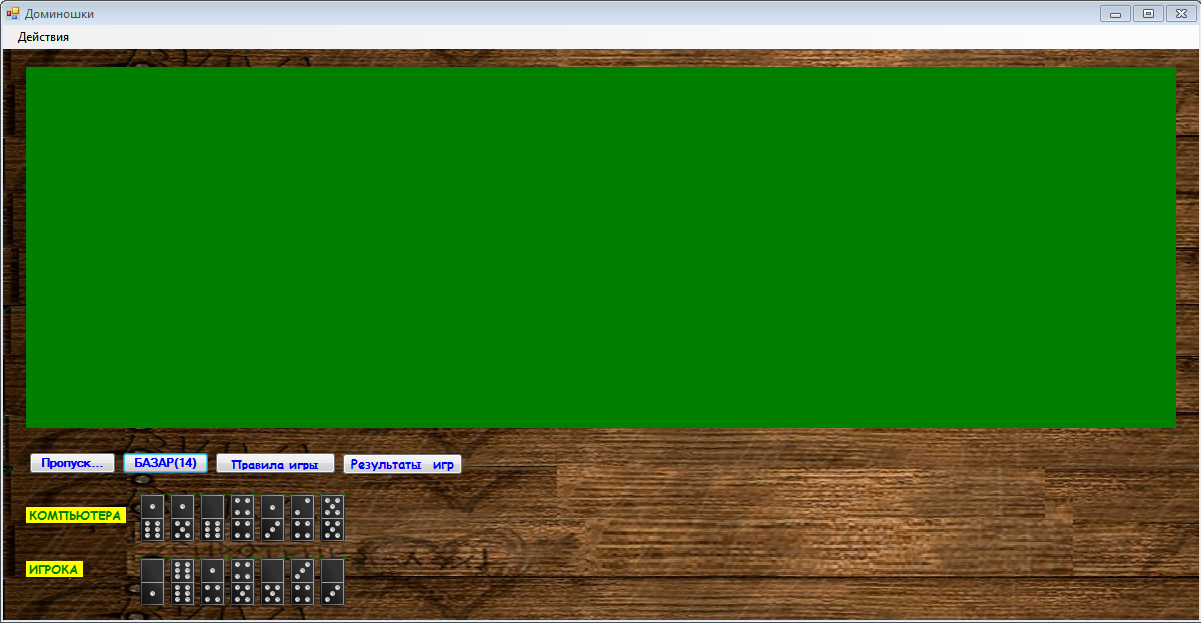 Доминошки
Действия
Пропуск... БАЗАР(14) Правила игры Результаты игр
КОМПЬЮТЕРА
ИГРОКА